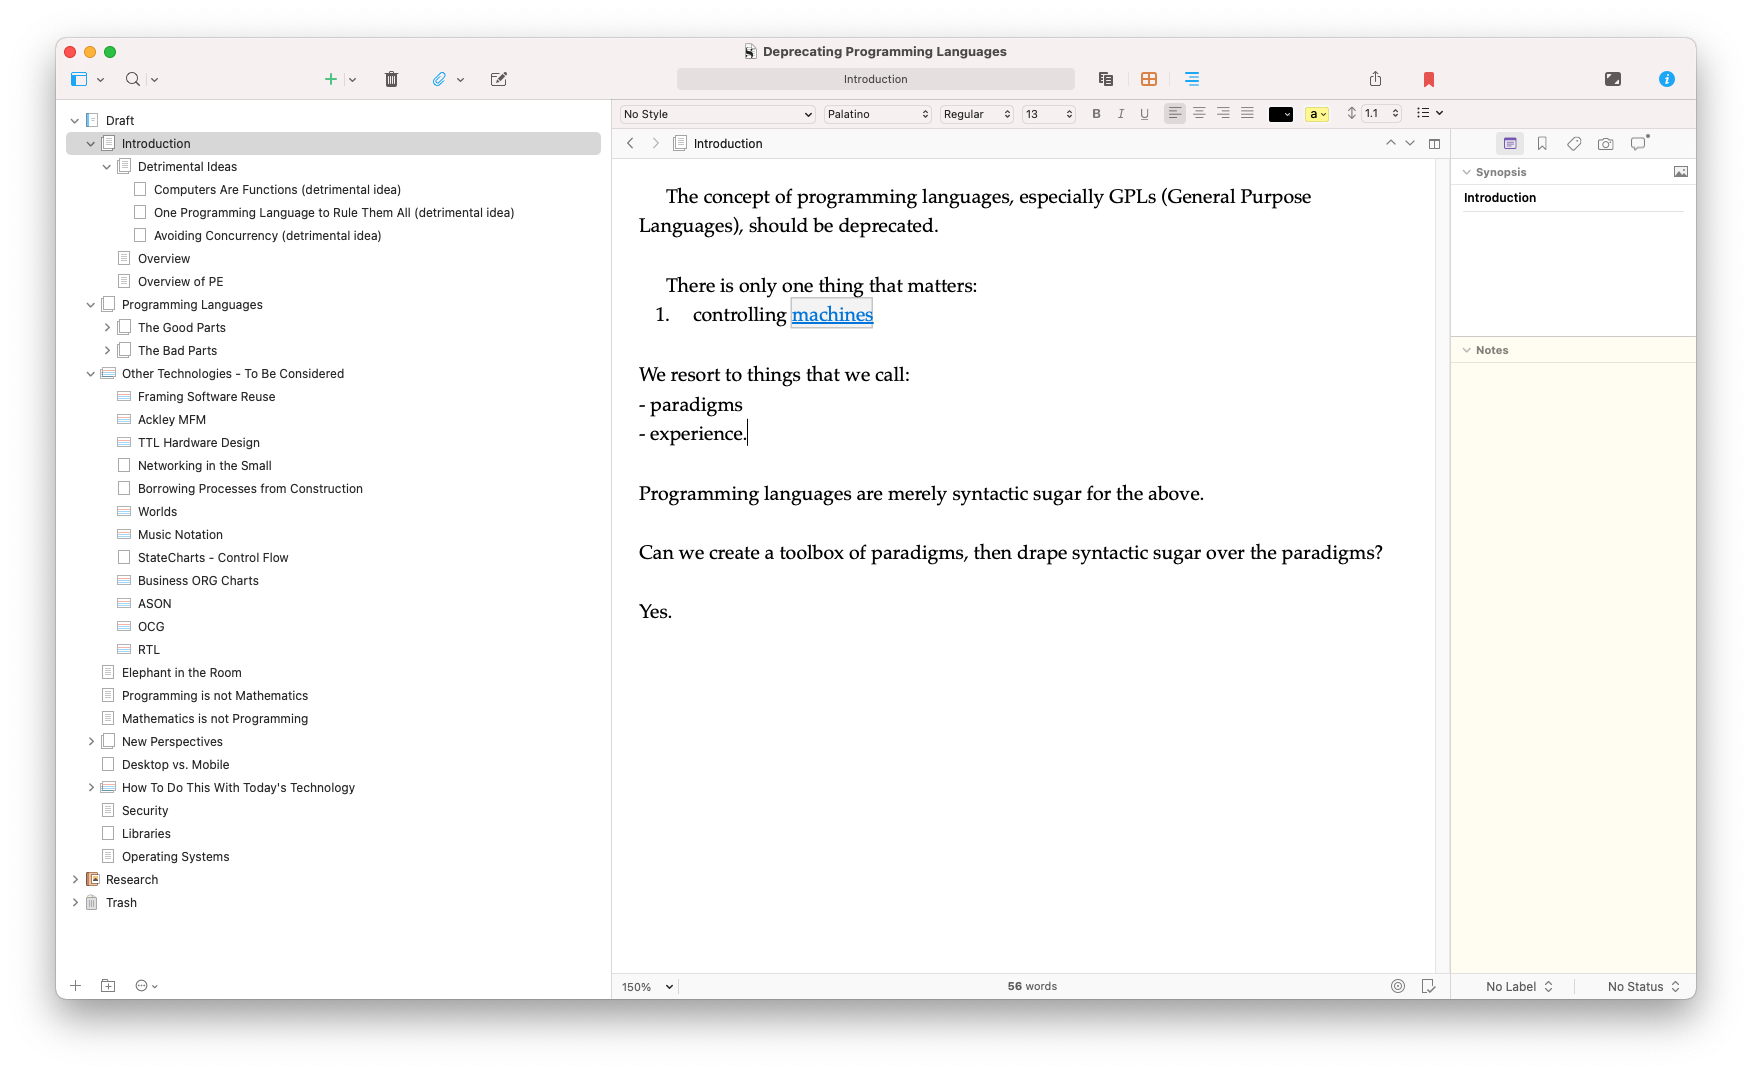 Deprecating Programming Languages
Introduction
No Style
Palatino
Regular
13
B
I
U
a
1.1
Draft
Introduction
Detrimental Ideas
Computers Are Functions (detrimental idea)
One Programming Language to Rule Them All (detrimental idea)
Avoiding Concurrency (detrimental idea)
Overview
Overview of PE
Programming Languages
The Good Parts
The Bad Parts
Other Technologies - To Be Considered
Framing Software Reuse
Ackley MFM
TTL Hardware Design
Networking in the Small
Borrowing Processes from Construction
Worlds
Music Notation
StateCharts - Control Flow
Business ORG Charts
ASON
OCG
RTL
Elephant in the Room
Programming is not Mathematics
Mathematics is not Programming
New Perspectives
Desktop vs. Mobile
How To Do This With Today's Technology
Security
Libraries
Operating Systems
Research
Trash
Introduction
The concept of programming languages, especially GPLs (General Purpose
Languages), should be deprecated.
There is only one thing that matters:
1. controlling machines
We resort to things that we call:
- paradigms
- experience.
Programming languages are merely syntactic sugar for the above.
Can we create a toolbox of paradigms, then drape syntactic sugar over the paradigms?
Yes.
150%
56 words
Synopsis
Introduction
Notes
No Label
No Status